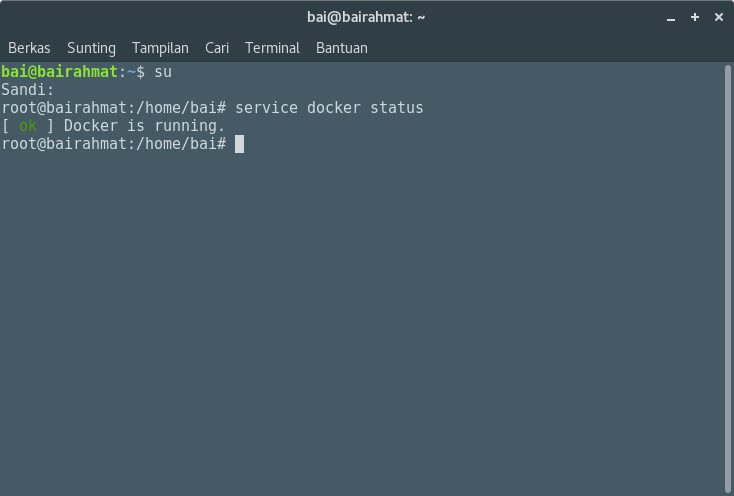 bai@bairahmat: ~
Berkas Sunting Tampilan Cari Terminal Bantuan
bai@bairahmat:~$ su
Sandi:
root@bairahmat:/home/bai# service docker status
[ ok ] Docker is running.
root@bairahmat:/home/bai#